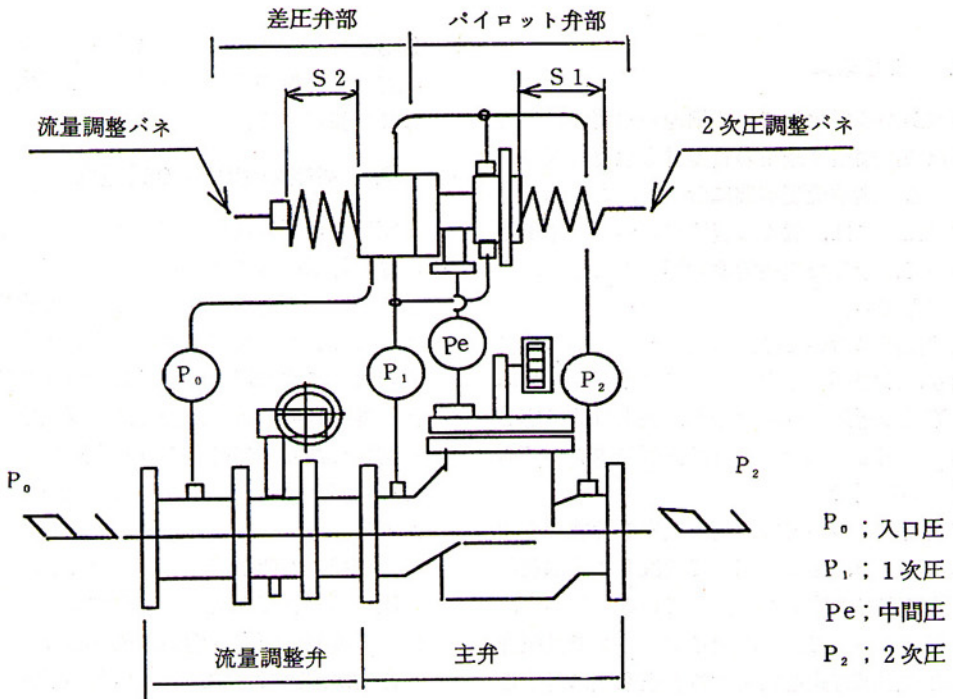 差圧弁部
パイロット弁部
S2
S1
流量調整バネ
2次圧調整バネ
Pe
P₀
P₁
P₂
P₀
P₂
P₀；入口圧
P₁；1次圧
Pe；中間圧
P₂；2次圧
流量調整弁
主弁